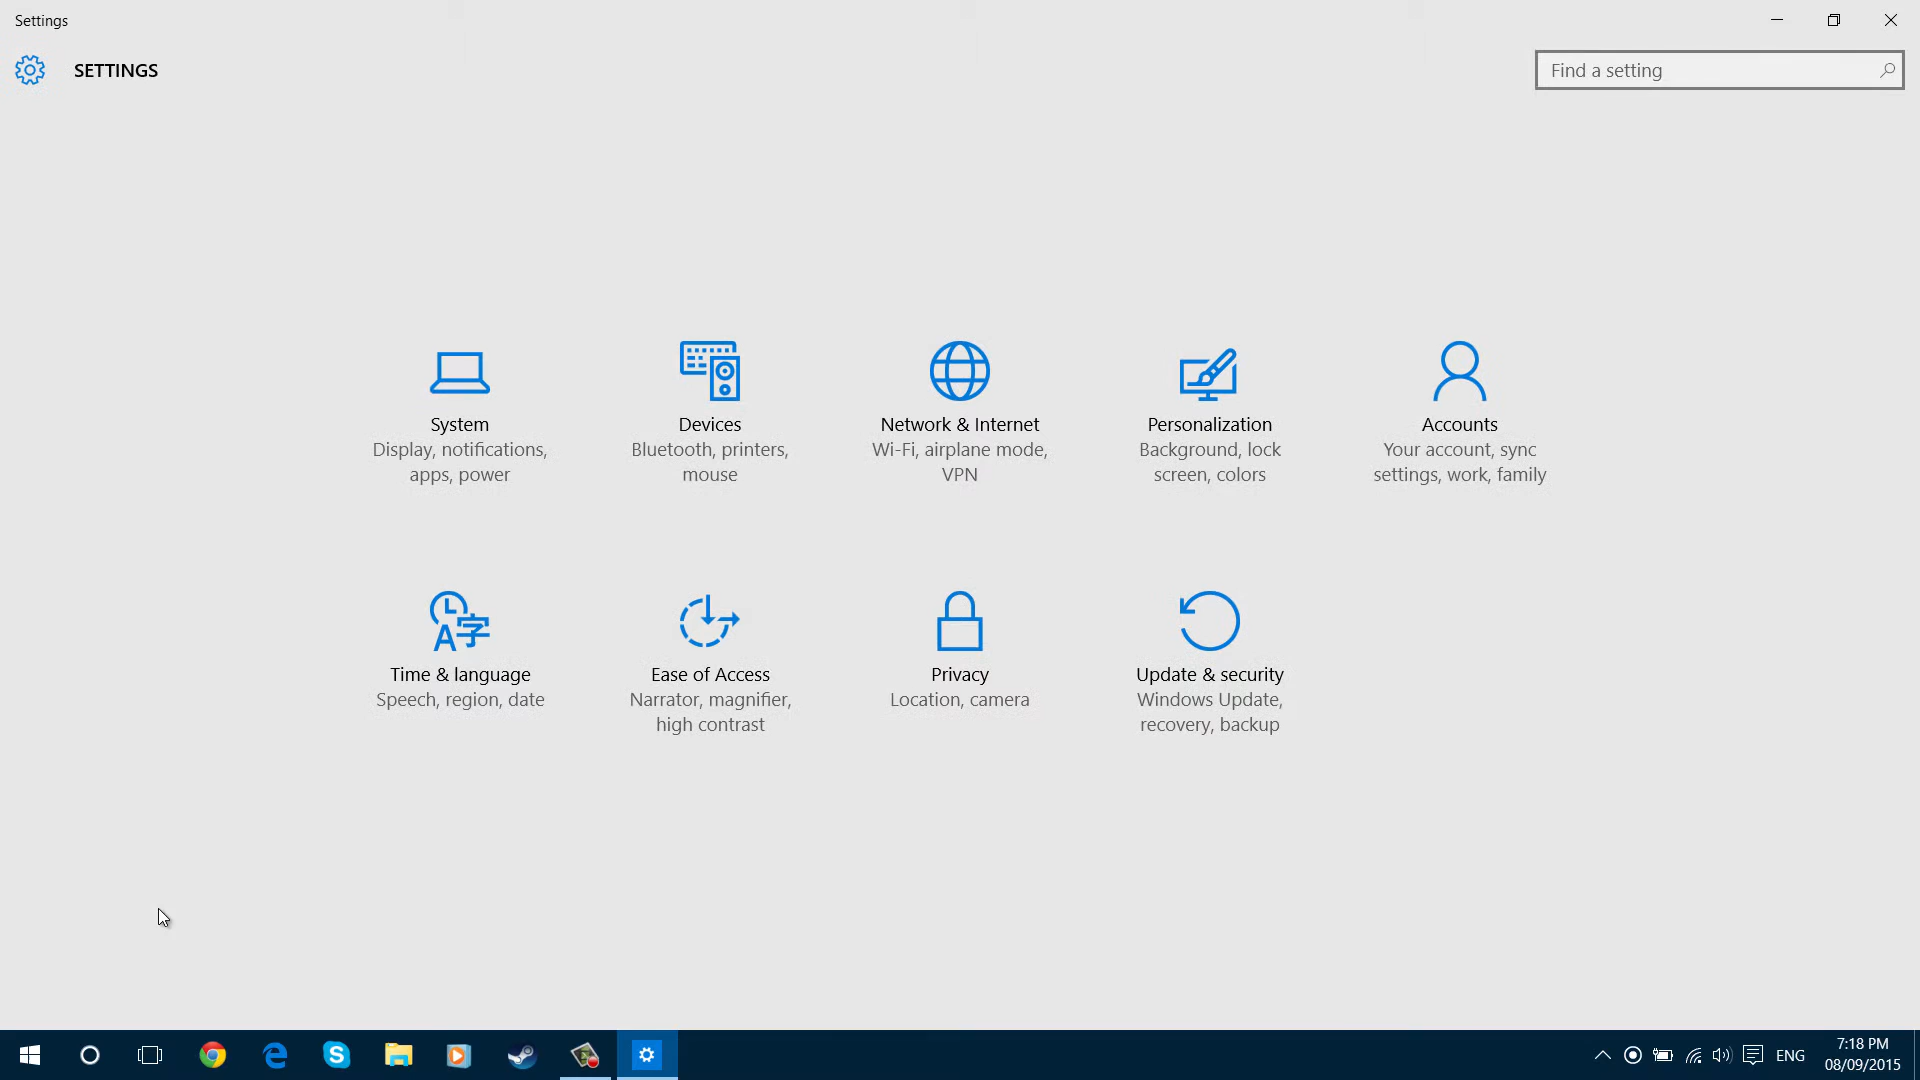 Settings
SETTINGS
Find a setting
System
Display, notifications,
apps, power
Devices
Bluetooth, printers,
mouse
Network & Internet
Wi-Fi, airplane mode,
VPN
Personalization
Background, lock
screen, colors
Accounts
Your account, sync
settings, work, family
Time & language
Speech, region, date
Ease of Access
Narrator, magnifier,
high contrast
Privacy
Location, camera
Update & security
Windows Update,
recovery, backup
ENG
7:18 PM
08/09/2015